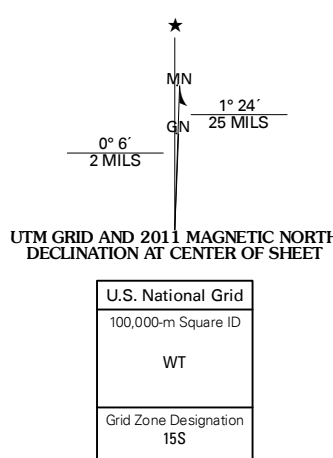 ★
MN
1° 24´
25 MILS
GN
0° 6´
2 MILS
UTM GRID AND 2011 MAGNETIC NORTH
DECLINATION AT CENTER OF SHEET
U.S. National Grid
100,000-m Square ID
WT
Grid Zone Designation
15S